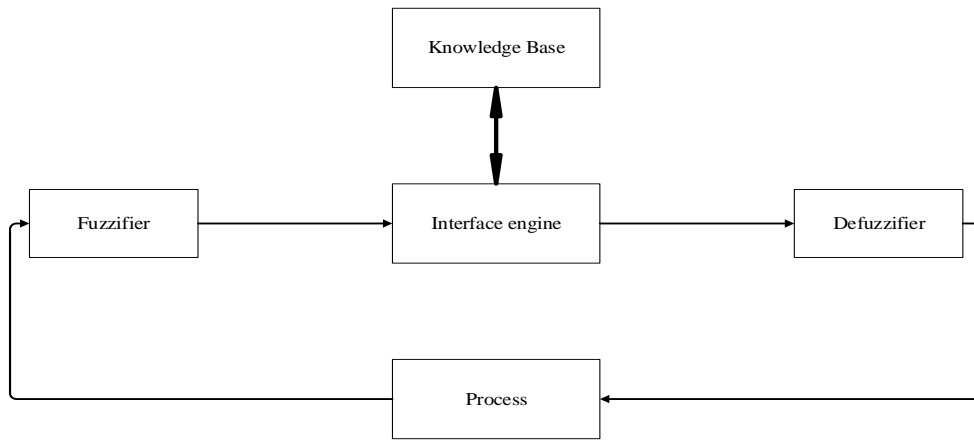 Knowledge Base
Fuzzifier
Interface engine
Defuzzifier
Process